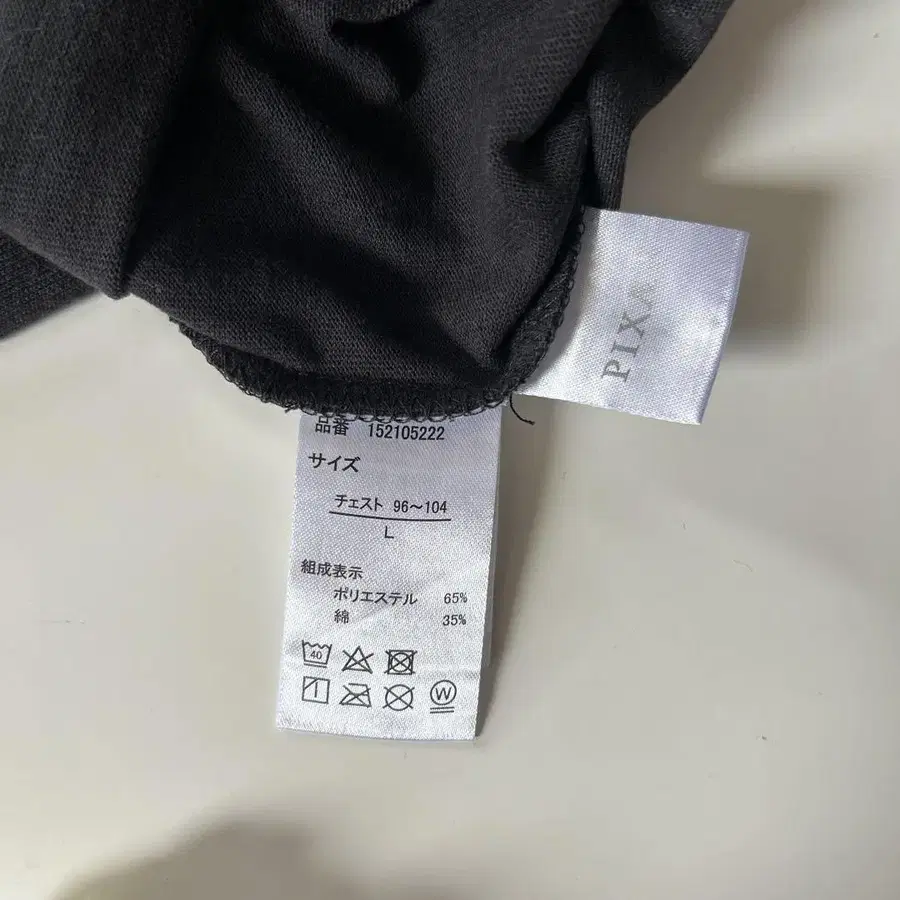 PIXA
品番 152105222
サイズ
チェスト 96～104
L
組成表示
ポリエステル 65%
綿 35%
40
W